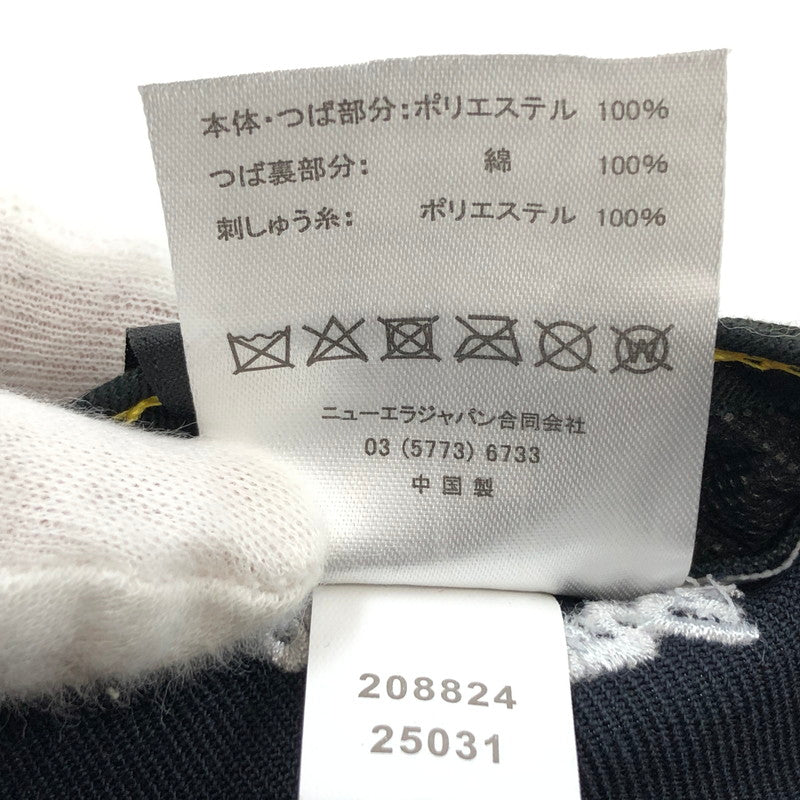 本体・つば部分:ポリエステル 100%
つば裏部分: 綿 100%
刺しゅう糸: ポリエステル 100%
W
ニューエラジャパン合同会社
03 (5773) 6733
中国製
208824
25031